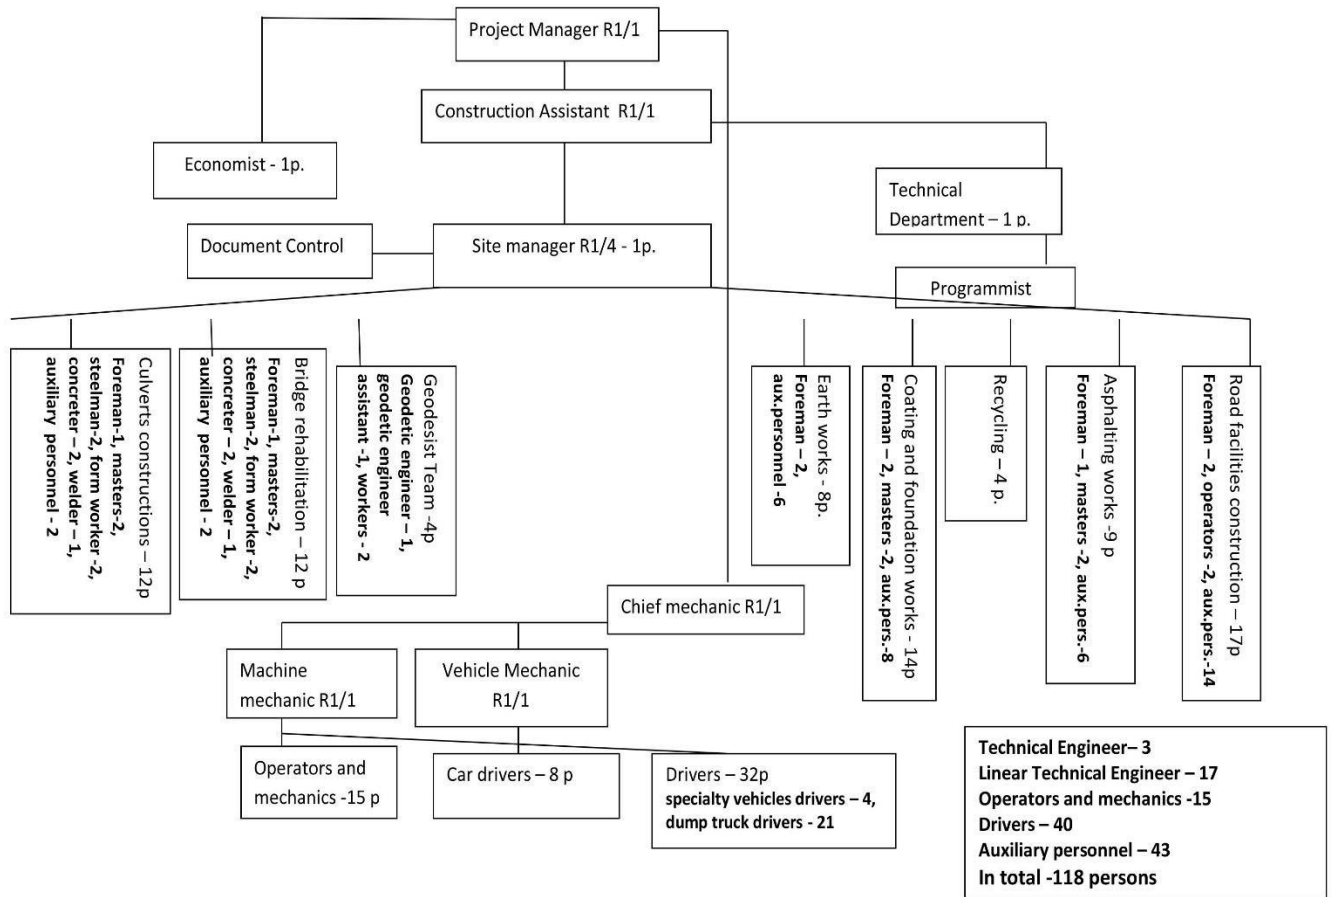 Project Manager R1/1
Construction Assistant R1/1
Economist - 1p.
Technical
Department – 1 p.
Document Control
Site manager R1/4 - 1p.
Programmist
Culverts constructions – 12p
Foreman-1, masters-2,
steelman-2, form worker -2,
concreter – 2, welder – 1,
auxiliary personnel - 2
Bridge rehabilitation – 12 p
Foreman-1, masters-2,
steelman-2, form worker -2,
concreter – 2, welder – 1,
auxiliary personnel - 2
Geodesist Team -4p
Geodetic engineer – 1,
geodetic engineer
assistant -1, workers - 2
Earth works - 8p.
Foreman – 2,
aux.personnel -6
Coating and foundation works - 14p
Foreman – 2, masters -2, aux.pers.-8
Recycling – 4 p.
Asphalting works -9 p
Foreman – 1, masters -2, aux.pers.-6
Road facilities construction – 17p
Foreman – 2, operators -2, aux.pers.-14
Chief mechanic R1/1
Machine
mechanic R1/1
Vehicle Mechanic
R1/1
Operators and
mechanics -15 p
Car drivers – 8 p
Drivers – 32p
specialty vehicles drivers – 4,
dump truck drivers - 21
Technical Engineer– 3
Linear Technical Engineer – 17
Operators and mechanics -15
Drivers – 40
Auxiliary personnel – 43
In total -118 persons